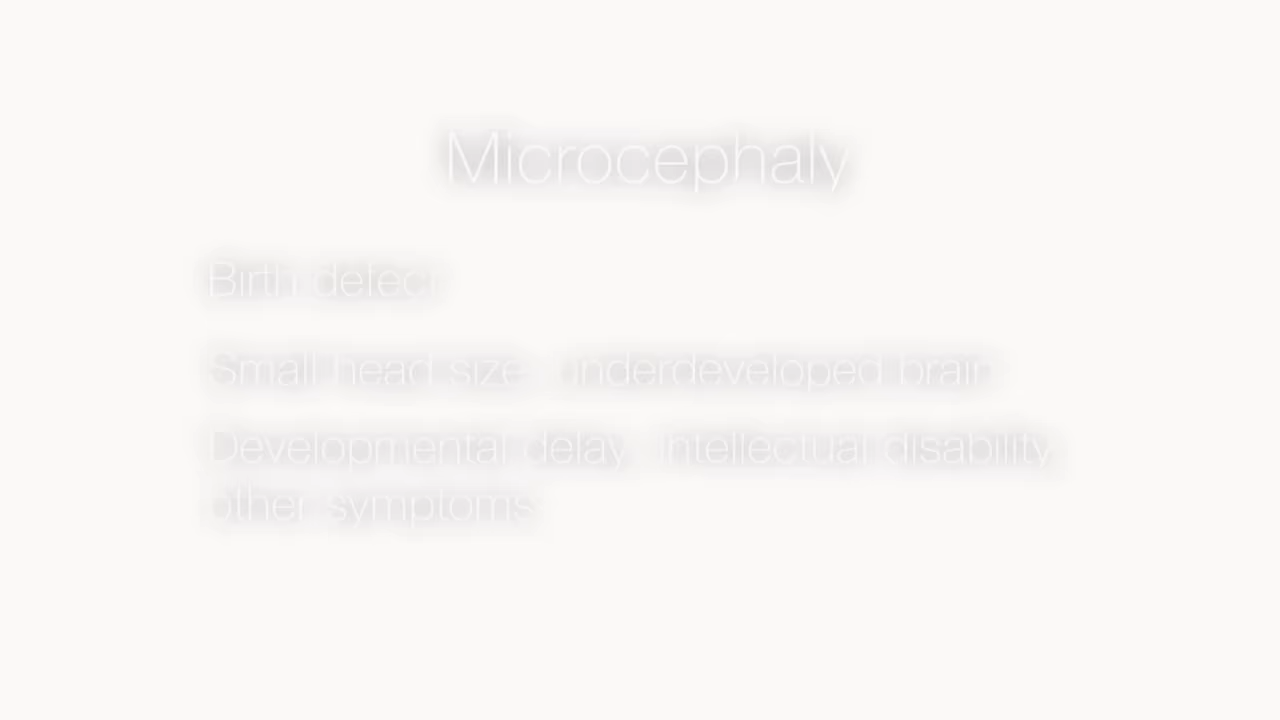 Microcephaly
Birth defect
Small head size, underdeveloped brain
Developmental delay, intellectual disability,
other symptoms